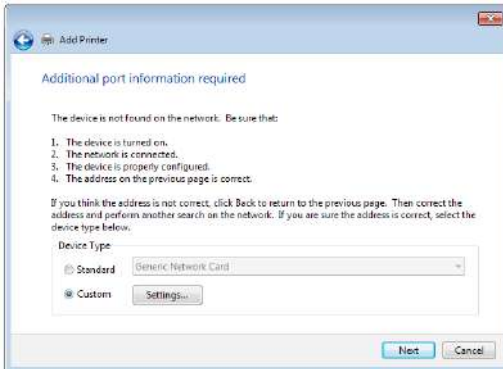 Add Printer
Additional port information required
The device is not found on the network. Be sure that:
1. The device is turned on.
2. The network is connected.
3. The device is properly configured.
4. The address on the previous page is correct.
If you think the address is not correct, click Back to return to the previous page. Then correct the
address and perform another search on the network. If you are sure the address is correct, select the
device type below.
Device Type
Standard
Generic Network Card
Custom
Settings...
Next
Cancel